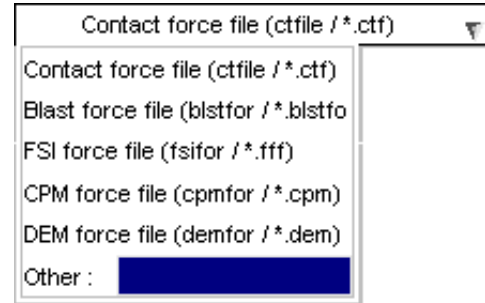 Contact force file (ctfile / *.ctf)
Contact force file (ctfile / *.ctf)
Blast force file (blstfor / *.blstfo
FSI force file (fsifor / *.fff)
CPM force file (cpmfor / *.cpm)
DEM force file (demfor / *.dem)
Other :